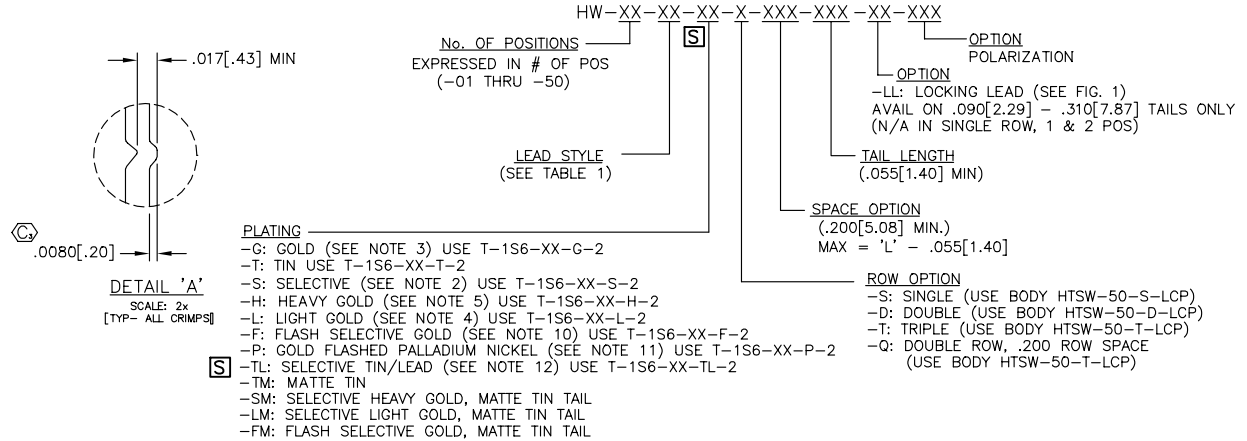 HW-XX-XX-XX-X-XXX-XXX-XX-XXX
S
No. OF POSITIONS
EXPRESSED IN # OF POS
(-01 THRU -50)
OPTION
POLARIZATION
OPTION
-LL: LOCKING LEAD (SEE FIG. 1)
AVAIL ON .090[2.29] - .310[7.87] TAILS ONLY
(N/A IN SINGLE ROW, 1 & 2 POS)
LEAD STYLE
(SEE TABLE 1)
TAIL LENGTH
(.055[1.40] MIN)
SPACE OPTION
(.200[5.08] MIN.)
MAX = 'L' - .055[1.40]
.017[.43] MIN
C3
.0080[.20]
DETAIL 'A'
SCALE: 2x
[TYP- ALL CRIMPS]
PLATING
-G: GOLD (SEE NOTE 3) USE T-1S6-XX-G-2
-T: TIN USE T-1S6-XX-T-2
-S: SELECTIVE (SEE NOTE 2) USE T-1S6-XX-S-2
-H: HEAVY GOLD (SEE NOTE 5) USE T-1S6-XX-H-2
-L: LIGHT GOLD (SEE NOTE 4) USE T-1S6-XX-L-2
-F: FLASH SELECTIVE GOLD (SEE NOTE 10) USE T-1S6-XX-F-2
-P: GOLD FLASHED PALLADIUM NICKEL (SEE NOTE 11) USE T-1S6-XX-P-2
S -TL: SELECTIVE TIN/LEAD (SEE NOTE 12) USE T-1S6-XX-TL-2
-TM: MATTE TIN
-SM: SELECTIVE HEAVY GOLD, MATTE TIN TAIL
-LM: SELECTIVE LIGHT GOLD, MATTE TIN TAIL
-FM: FLASH SELECTIVE GOLD, MATTE TIN TAIL
ROW OPTION
-S: SINGLE (USE BODY HTSW-50-S-LCP)
-D: DOUBLE (USE BODY HTSW-50-D-LCP)
-T: TRIPLE (USE BODY HTSW-50-T-LCP)
-Q: DOUBLE ROW, .200 ROW SPACE
(USE BODY HTSW-50-T-LCP)